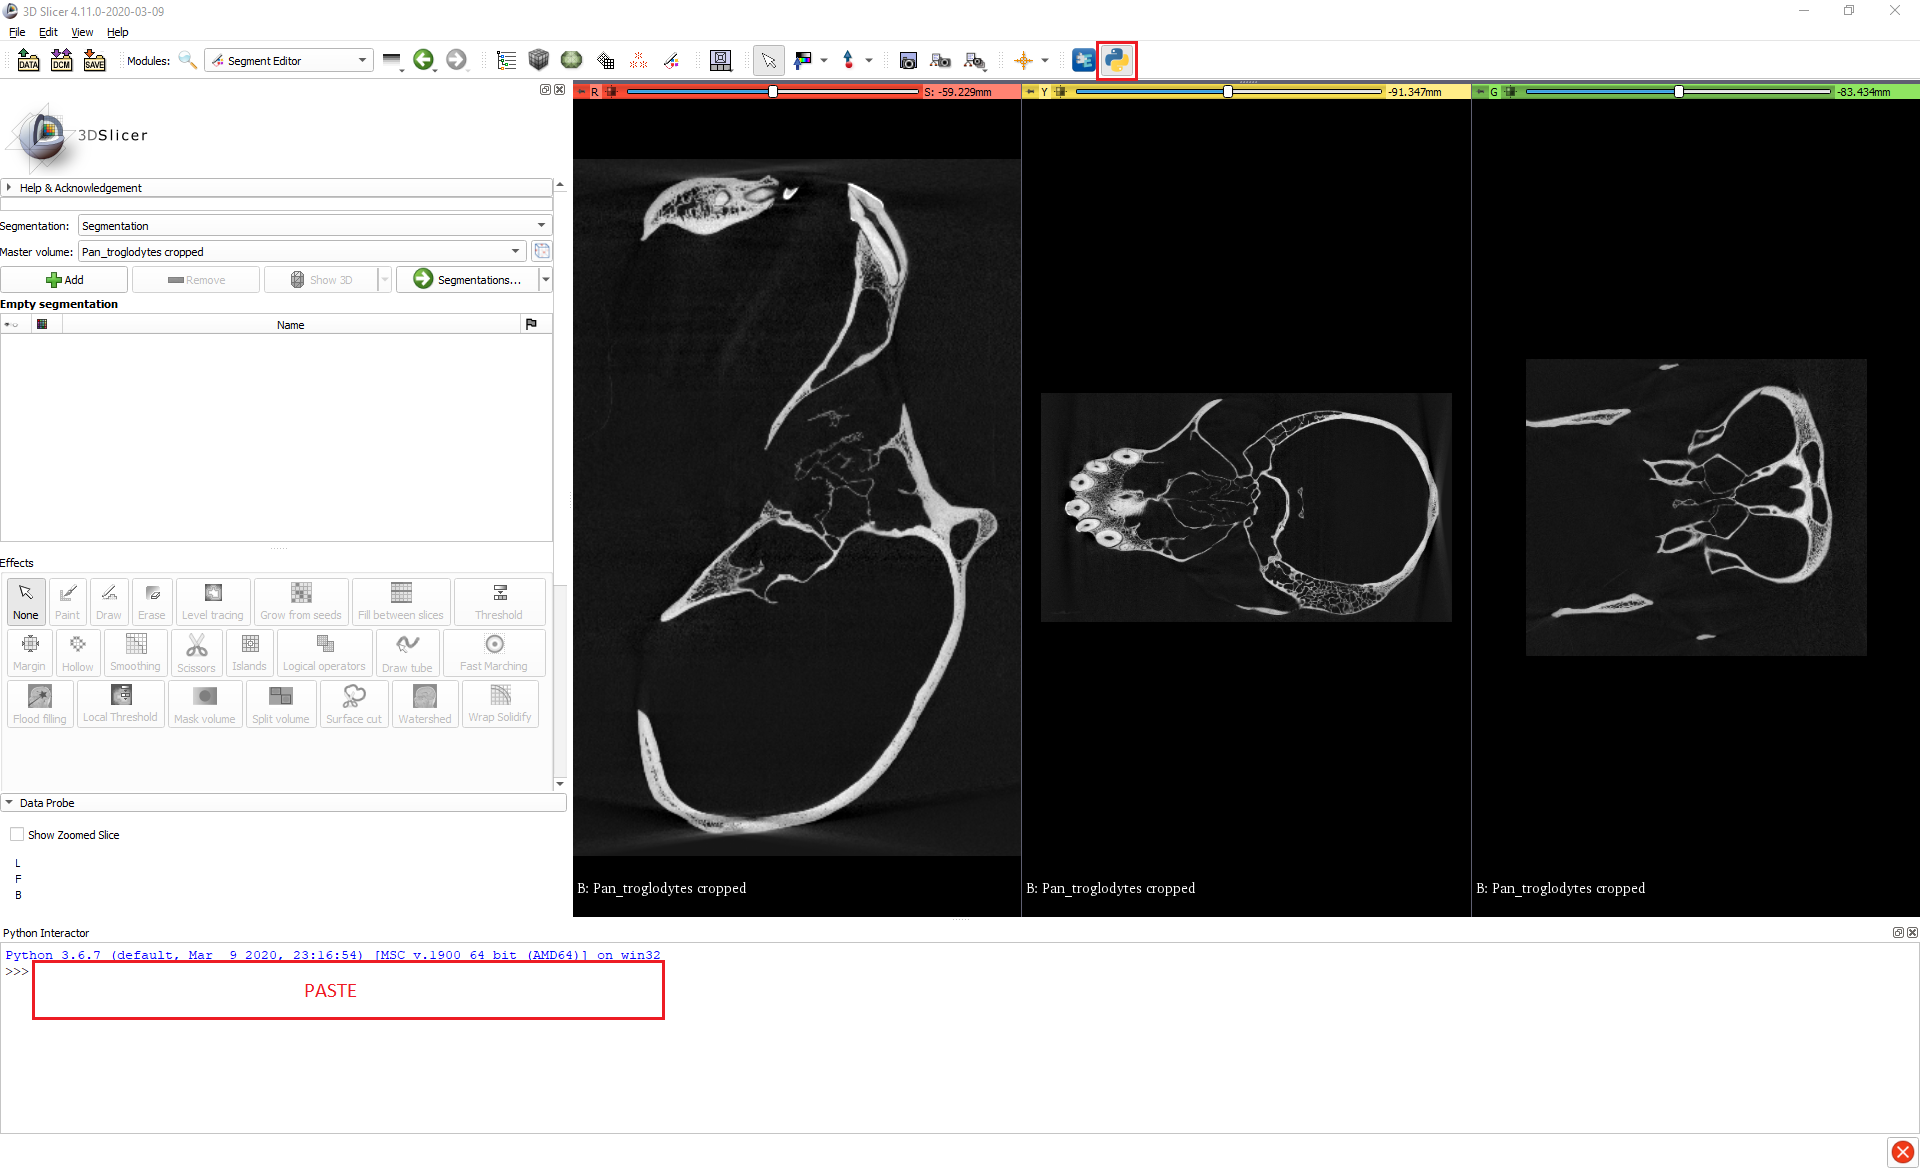 3D Slicer 4.11.0-2020-03-09
File Edit View Help
DATA DCM SAVE Modules: Segment Editor
R S: -59.229mm Y -91.347mm G -83.434mm
3DSlicer
Help & Acknowledgement
Segmentation: Segmentation
Master volume: Pan_troglodytes cropped
Add Remove Show 3D Segmentations...
Empty segmentation
Name
Effects
None Paint Draw Erase Level tracing Grow from seeds Fill between slices Threshold
Margin Hollow Smoothing Scissors Islands Logical operators Draw tube Fast Marching
Flood filling Local Threshold Mask volume Split volume Surface cut Watershed Wrap Solidify
Data Probe
Show Zoomed Slice
L
F
B
B: Pan_troglodytes cropped B: Pan_troglodytes cropped B: Pan_troglodytes cropped
Python Interactor
Python 3.6.7 (default, Mar  9 2020, 23:16:54) [MSC v.1900 64 bit (AMD64)] on win32
>>>
PASTE